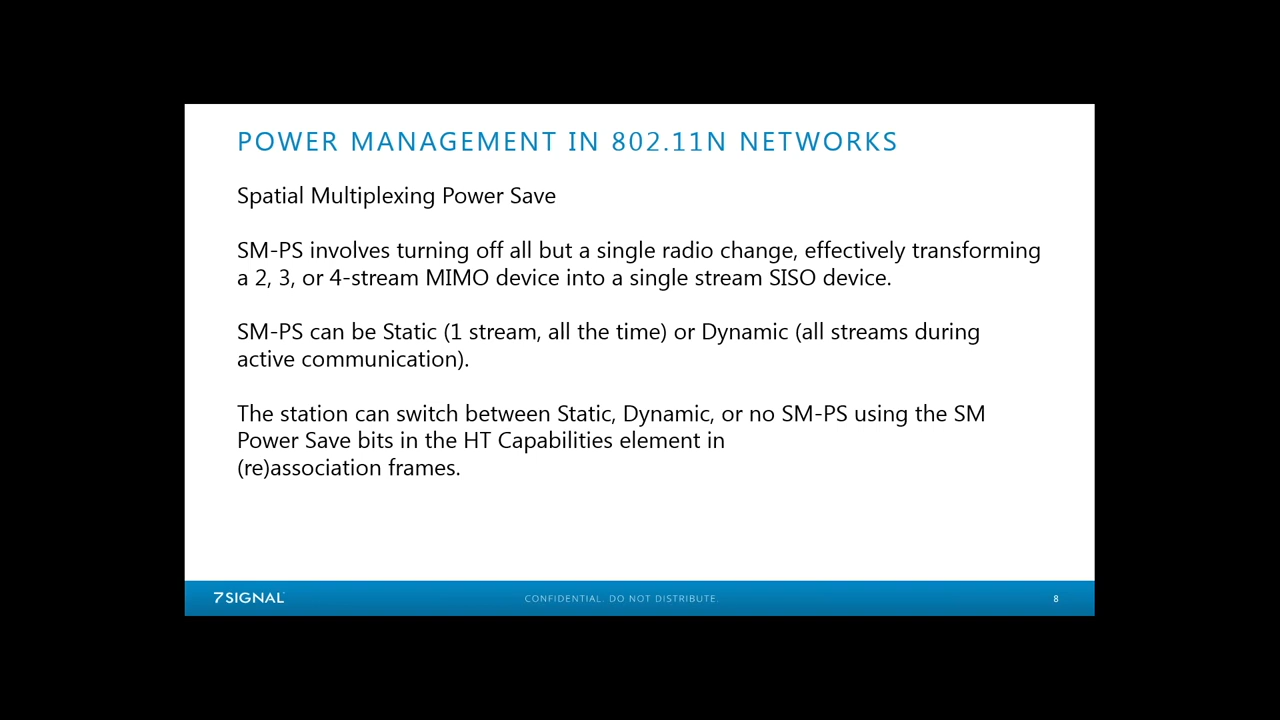 POWER MANAGEMENT IN 802.11N NETWORKS
Spatial Multiplexing Power Save
SM-PS involves turning off all but a single radio change, effectively transforming
a 2, 3, or 4-stream MIMO device into a single stream SISO device.
SM-PS can be Static (1 stream, all the time) or Dynamic (all streams during
active communication).
The station can switch between Static, Dynamic, or no SM-PS using the SM
Power Save bits in the HT Capabilities element in
(re)association frames.
7SIGNAL
CONFIDENTIAL. DO NOT DISTRIBUTE.
8